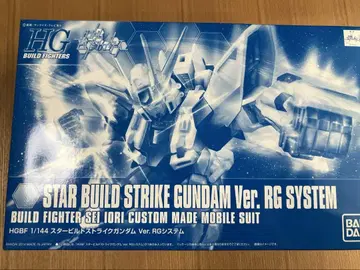 HG
BUILD FIGHTERS
STAR BUILD STRIKE GUNDAM Ver. RG SYSTEM
BUILD FIGHTER SEI IORI CUSTOM MADE MOBILE SUIT
HGBF 1/144 スタービルドストライクガンダム Ver. RGシステム
BAN
DA